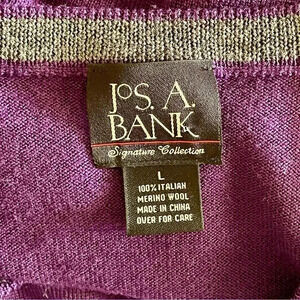 JoS. A.
BANK
Signature Collection
L
100% ITALIAN
MERINO WOOL
MADE IN CHINA
OVER FOR CARE